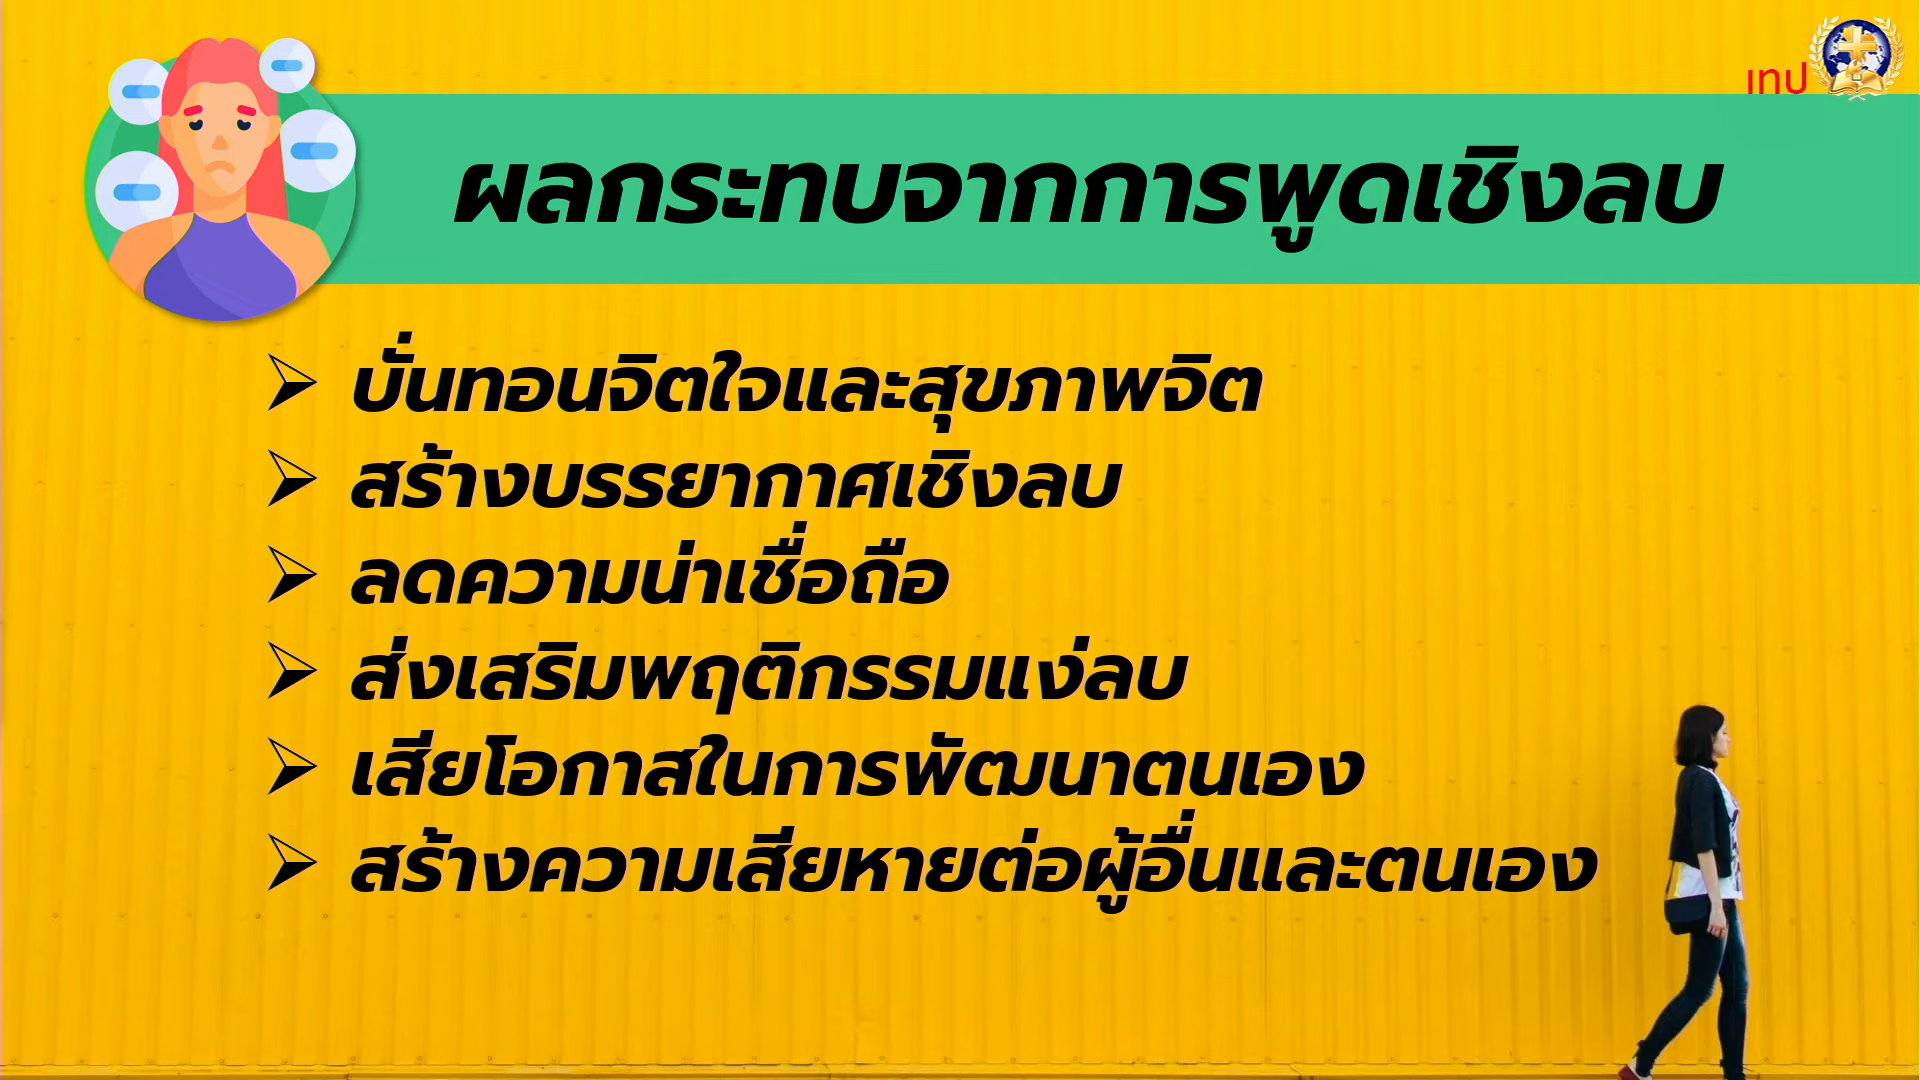 เทป
ผลกระทบจากการพูดเชิงลบ
บั่นทอนจิตใจและสุขภาพจิต
สร้างบรรยากาศเชิงลบ
ลดความน่าเชื่อถือ
ส่งเสริมพฤติกรรมแง่ลบ
เสียโอกาสในการพัฒนาตนเอง
สร้างความเสียหายต่อผู้อื่นและตนเอง